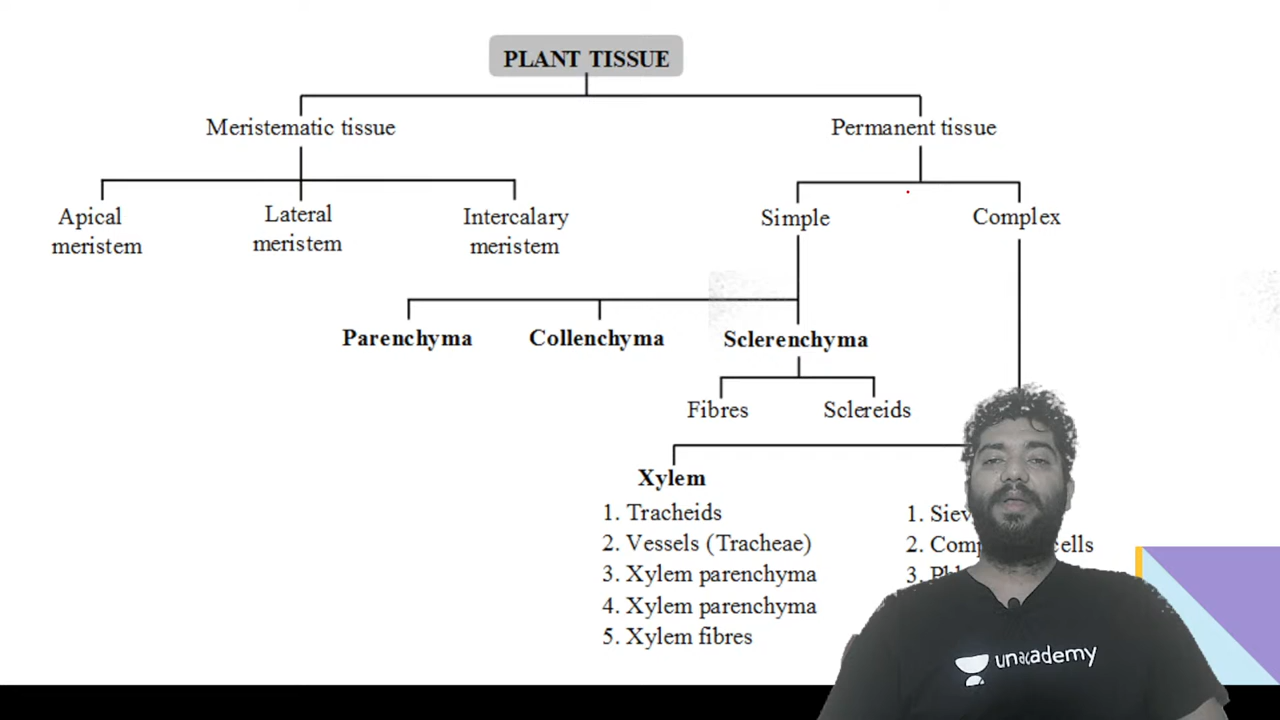 PLANT TISSUE
Meristematic tissue
Permanent tissue
Apical
meristem
Lateral
meristem
Intercalary
meristem
Simple
Complex
Parenchyma
Collenchyma
Sclerenchyma
Fibres
Sclereids
Xylem
1. Tracheids
2. Vessels (Tracheae)
3. Xylem parenchyma
4. Xylem parenchyma
5. Xylem fibres
1.
2.
3.
unacademy